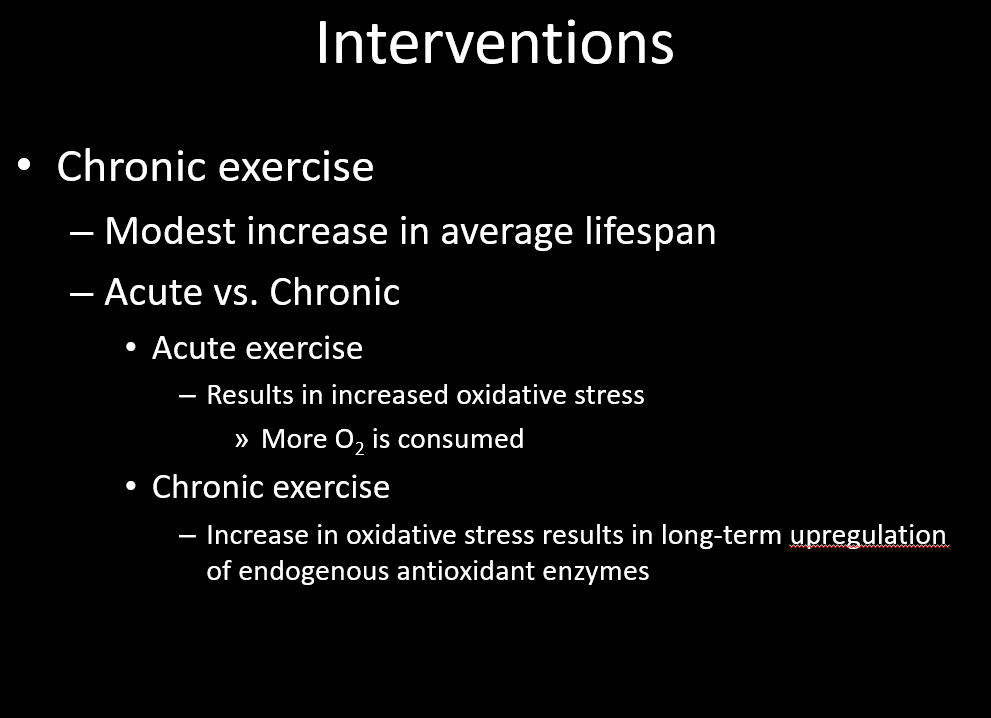 Interventions
• Chronic exercise
– Modest increase in average lifespan
– Acute vs. Chronic
• Acute exercise
– Results in increased oxidative stress
» More O₂ is consumed
• Chronic exercise
– Increase in oxidative stress results in long-term upregulation
of endogenous antioxidant enzymes